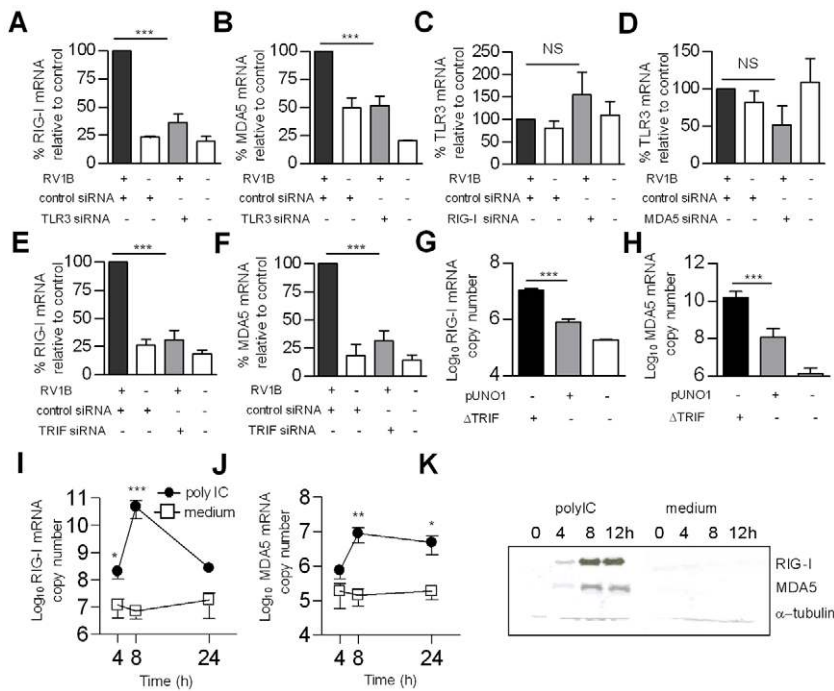 A
% RIG-I mRNA
relative to control
100
75
50
25
0
***
RV1B + - + -
control siRNA + + - -
TLR3 siRNA - - + -
B
% MDA5 mRNA
relative to control
100
75
50
25
0
***
RV1B + - + -
control siRNA + + - -
TLR3 siRNA - - + -
C
% TLR3 mRNA
relative to control
250
200
150
100
50
0
NS
RV1B + - + -
control siRNA + + - -
RIG-I siRNA - - + -
D
% TLR3 mRNA
relative to control
150
100
50
0
NS
RV1B + - + -
control siRNA + + - -
MDA5 siRNA - - + -
E
% RIG-I mRNA
relative to control
100
75
50
25
0
***
RV1B + - + -
control siRNA + + - -
TRIF siRNA - - + -
F
% MDA5 mRNA
relative to control
100
75
50
25
0
***
RV1B + - + -
control siRNA + + - -
TRIF siRNA - - + -
G
Log10 RIG-I mRNA
copy number
8
6
4
***
pUNO1 - + -
ΔTRIF + - -
H
Log10 MDA5 mRNA
copy number
12
10
8
6
***
pUNO1 - + -
ΔTRIF + - -
I
Log10 RIG-I mRNA
copy number
11
10
9
8
7
6
*
***
poly IC
medium
4 8 24
Time (h)
J
Log10 MDA5 mRNA
copy number
8
7
6
5
4
**
*
4 8 24
Time (h)
K
polyIC medium
0 4 8 12h 0 4 8 12h
RIG-I
MDA5
α-tubulin